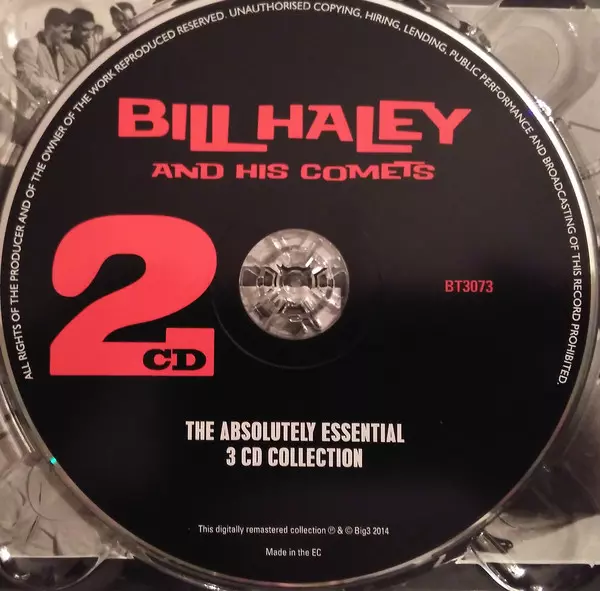 ALL RIGHTS OF THE PRODUCER AND OF THE OWNER OF THE WORK REPRODUCED RESERVED. UNAUTHORISED COPYING, HIRING, LENDING, PUBLIC PERFORMANCE AND BROADCASTING OF THIS RECORD PROHIBITED.
BILL HALEY
AND HIS COMETS
2
CD
BT3073
THE ABSOLUTELY ESSENTIAL
3 CD COLLECTION
This digitally remastered collection ℗ & © Big3 2014
Made in the EC